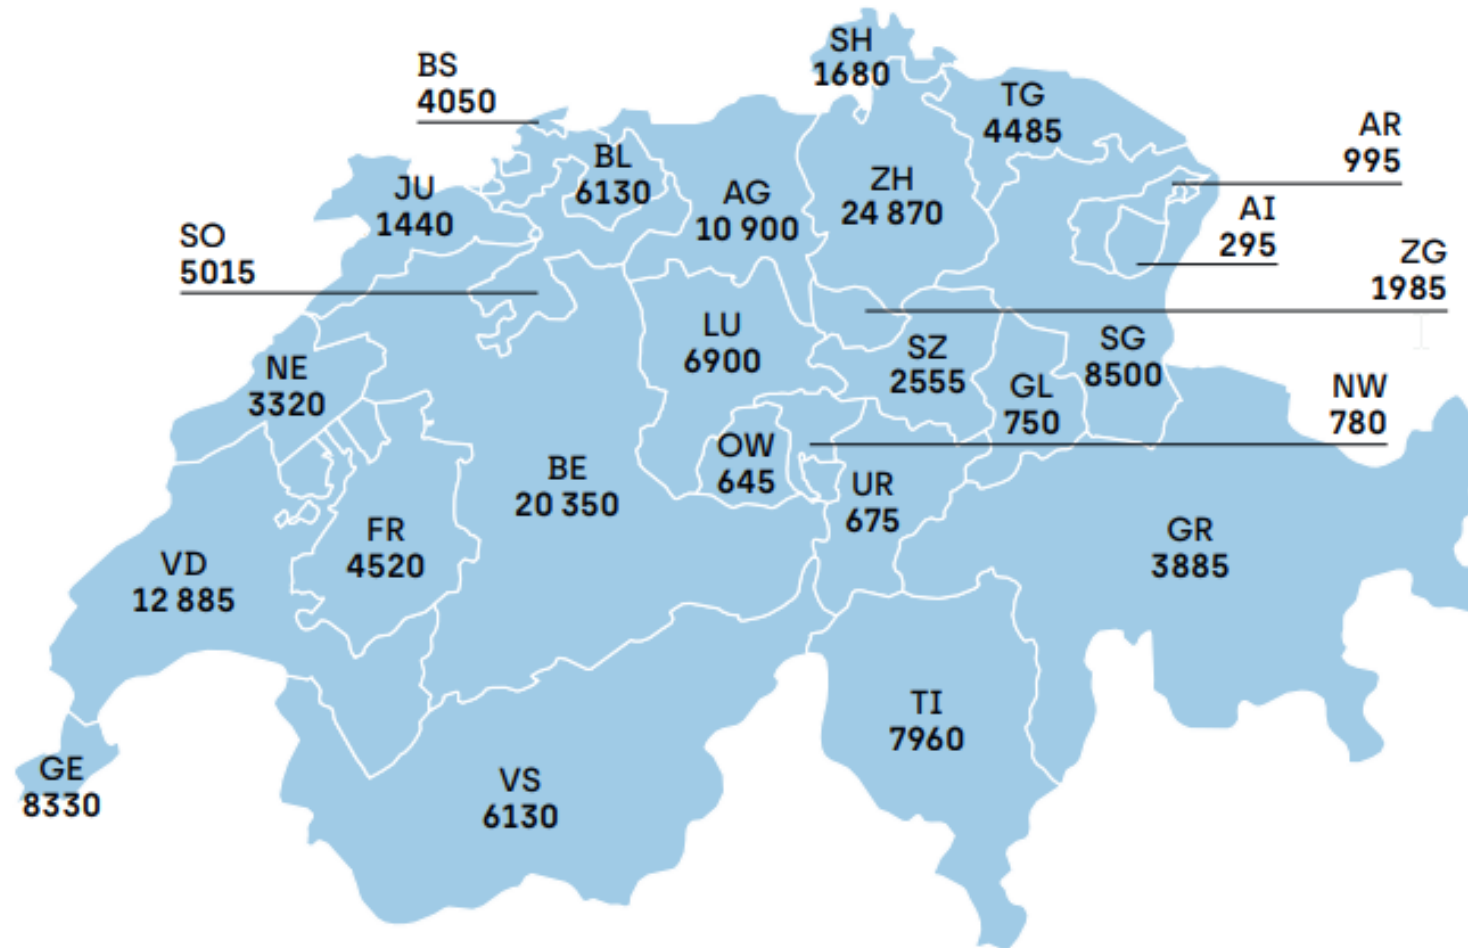 SH
1680
BS
4050
TG
4485
AR
995
BL
6130
JU
1440
AG
10 900
ZH
24 870
AI
295
SO
5015
ZG
1985
LU
6900
SZ
2555
SG
8500
NE
3320
GL
750
NW
780
OW
645
BE
20 350
UR
675
FR
4520
GR
3885
VD
12 885
TI
7960
GE
8330
VS
6130